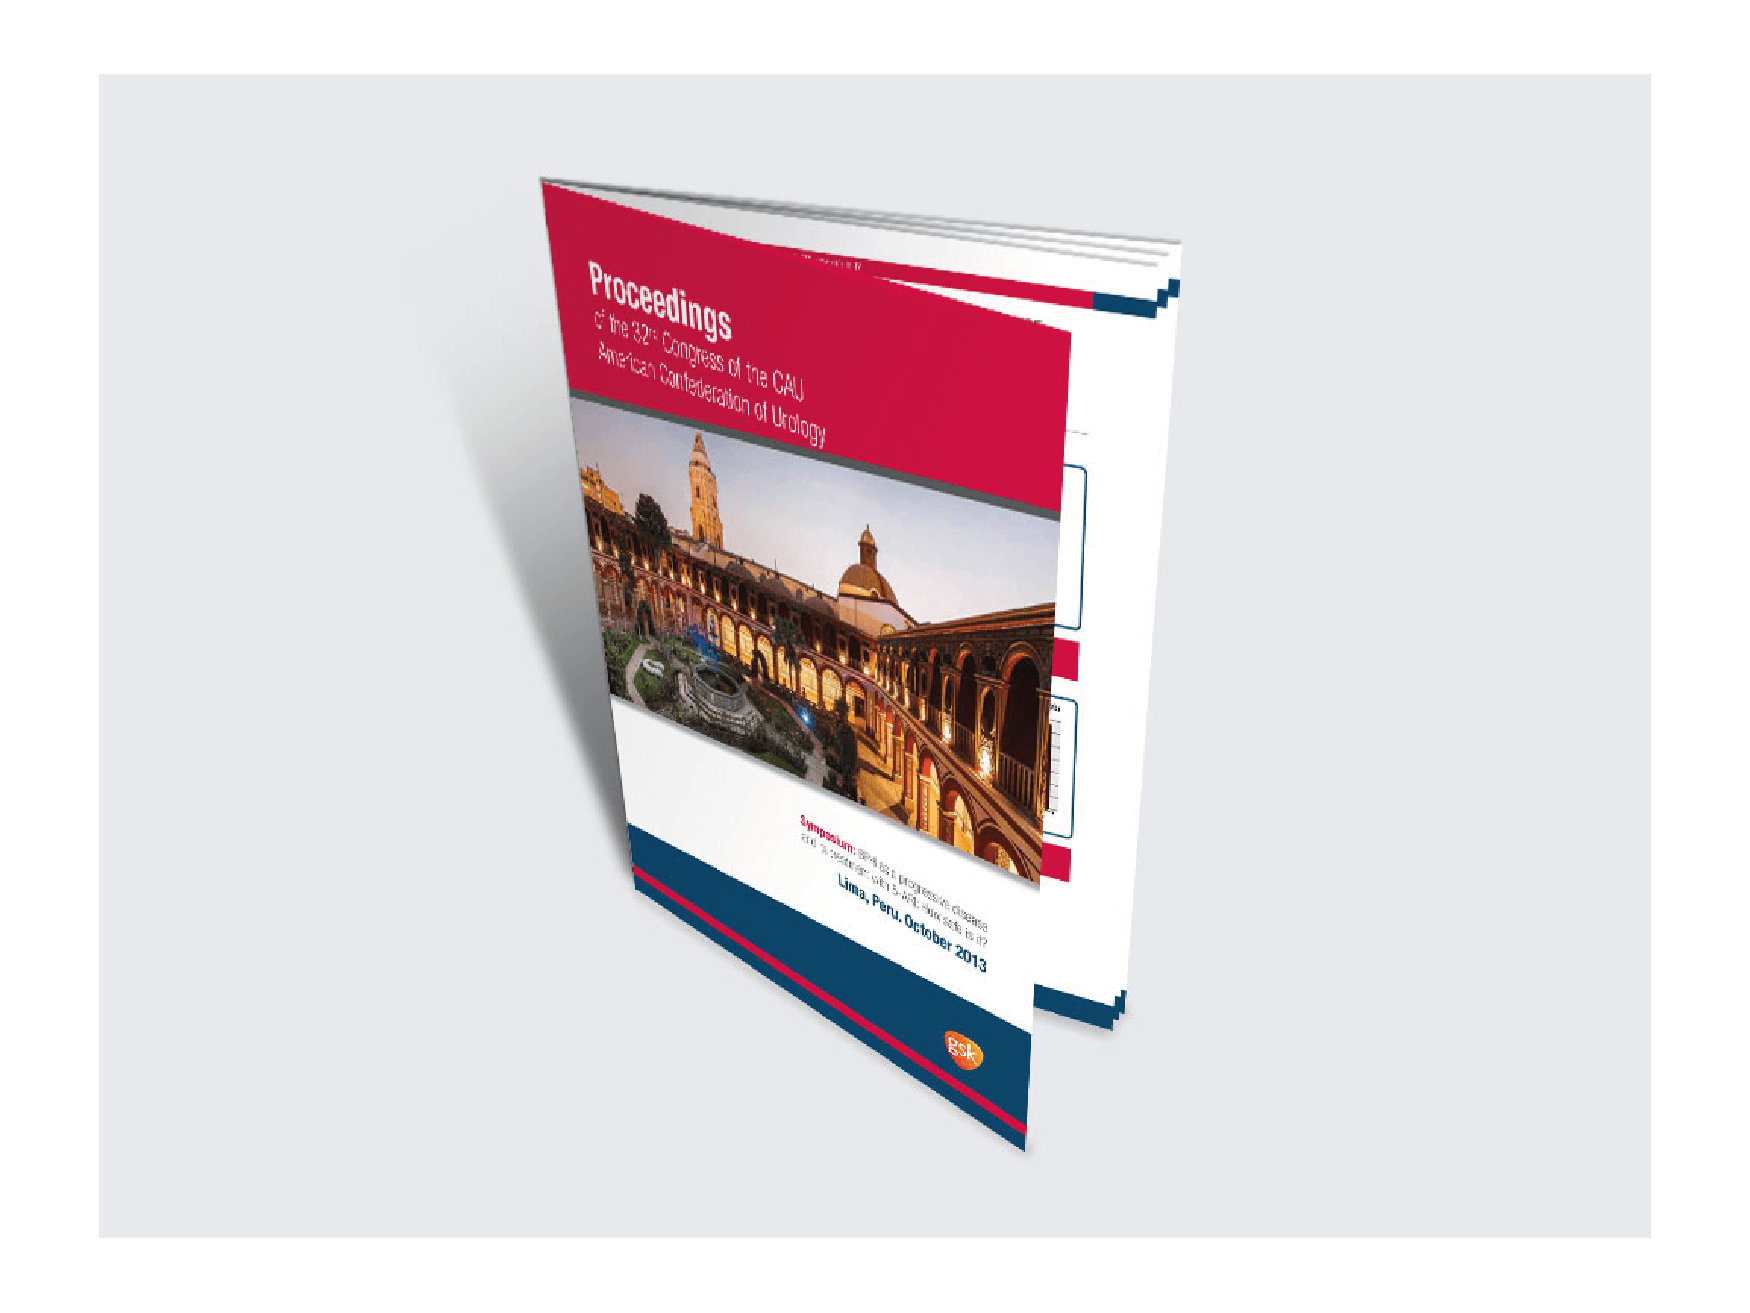 Proceedings
of the 32nd Congress of the CAU
American Confederation of Urology
Symposium: BPH as a progressive disease
and its treatment with 5-ARI: How safe is it?
Lima, Peru. October 2013
gsk